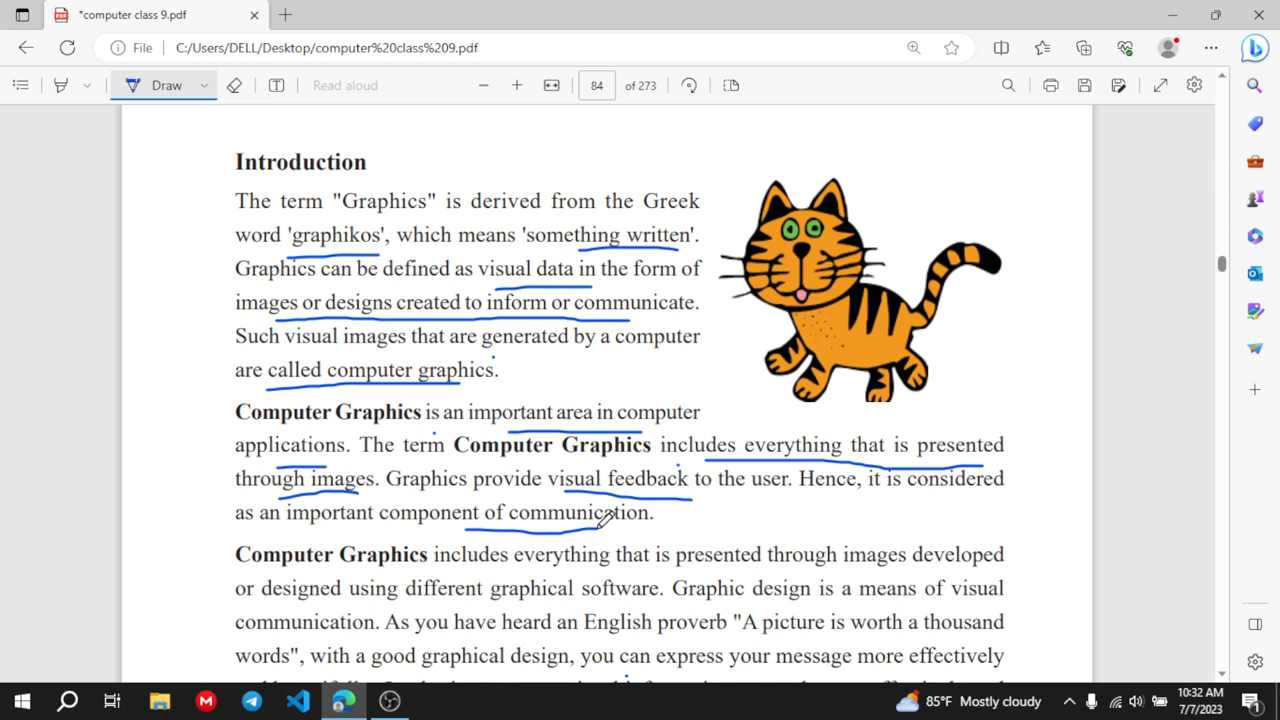 *computer class 9.pdf
File
C:/Users/DELL/Desktop/computer%20class%209.pdf
Draw
Read aloud
84
of 273
Introduction
The term "Graphics" is derived from the Greek
word 'graphikos', which means 'something written'.
Graphics can be defined as visual data in the form of
images or designs created to inform or communicate.
Such visual images that are generated by a computer
are called computer graphics.
Computer Graphics is an important area in computer
applications. The term Computer Graphics includes everything that is presented
through images. Graphics provide visual feedback to the user. Hence, it is considered
as an important component of communication.
Computer Graphics includes everything that is presented through images developed
or designed using different graphical software. Graphic design is a means of visual
communication. As you have heard an English proverb "A picture is worth a thousand
words", with a good graphical design, you can express your message more effectively
85°F Mostly cloudy
10:32 AM
7/7/2023